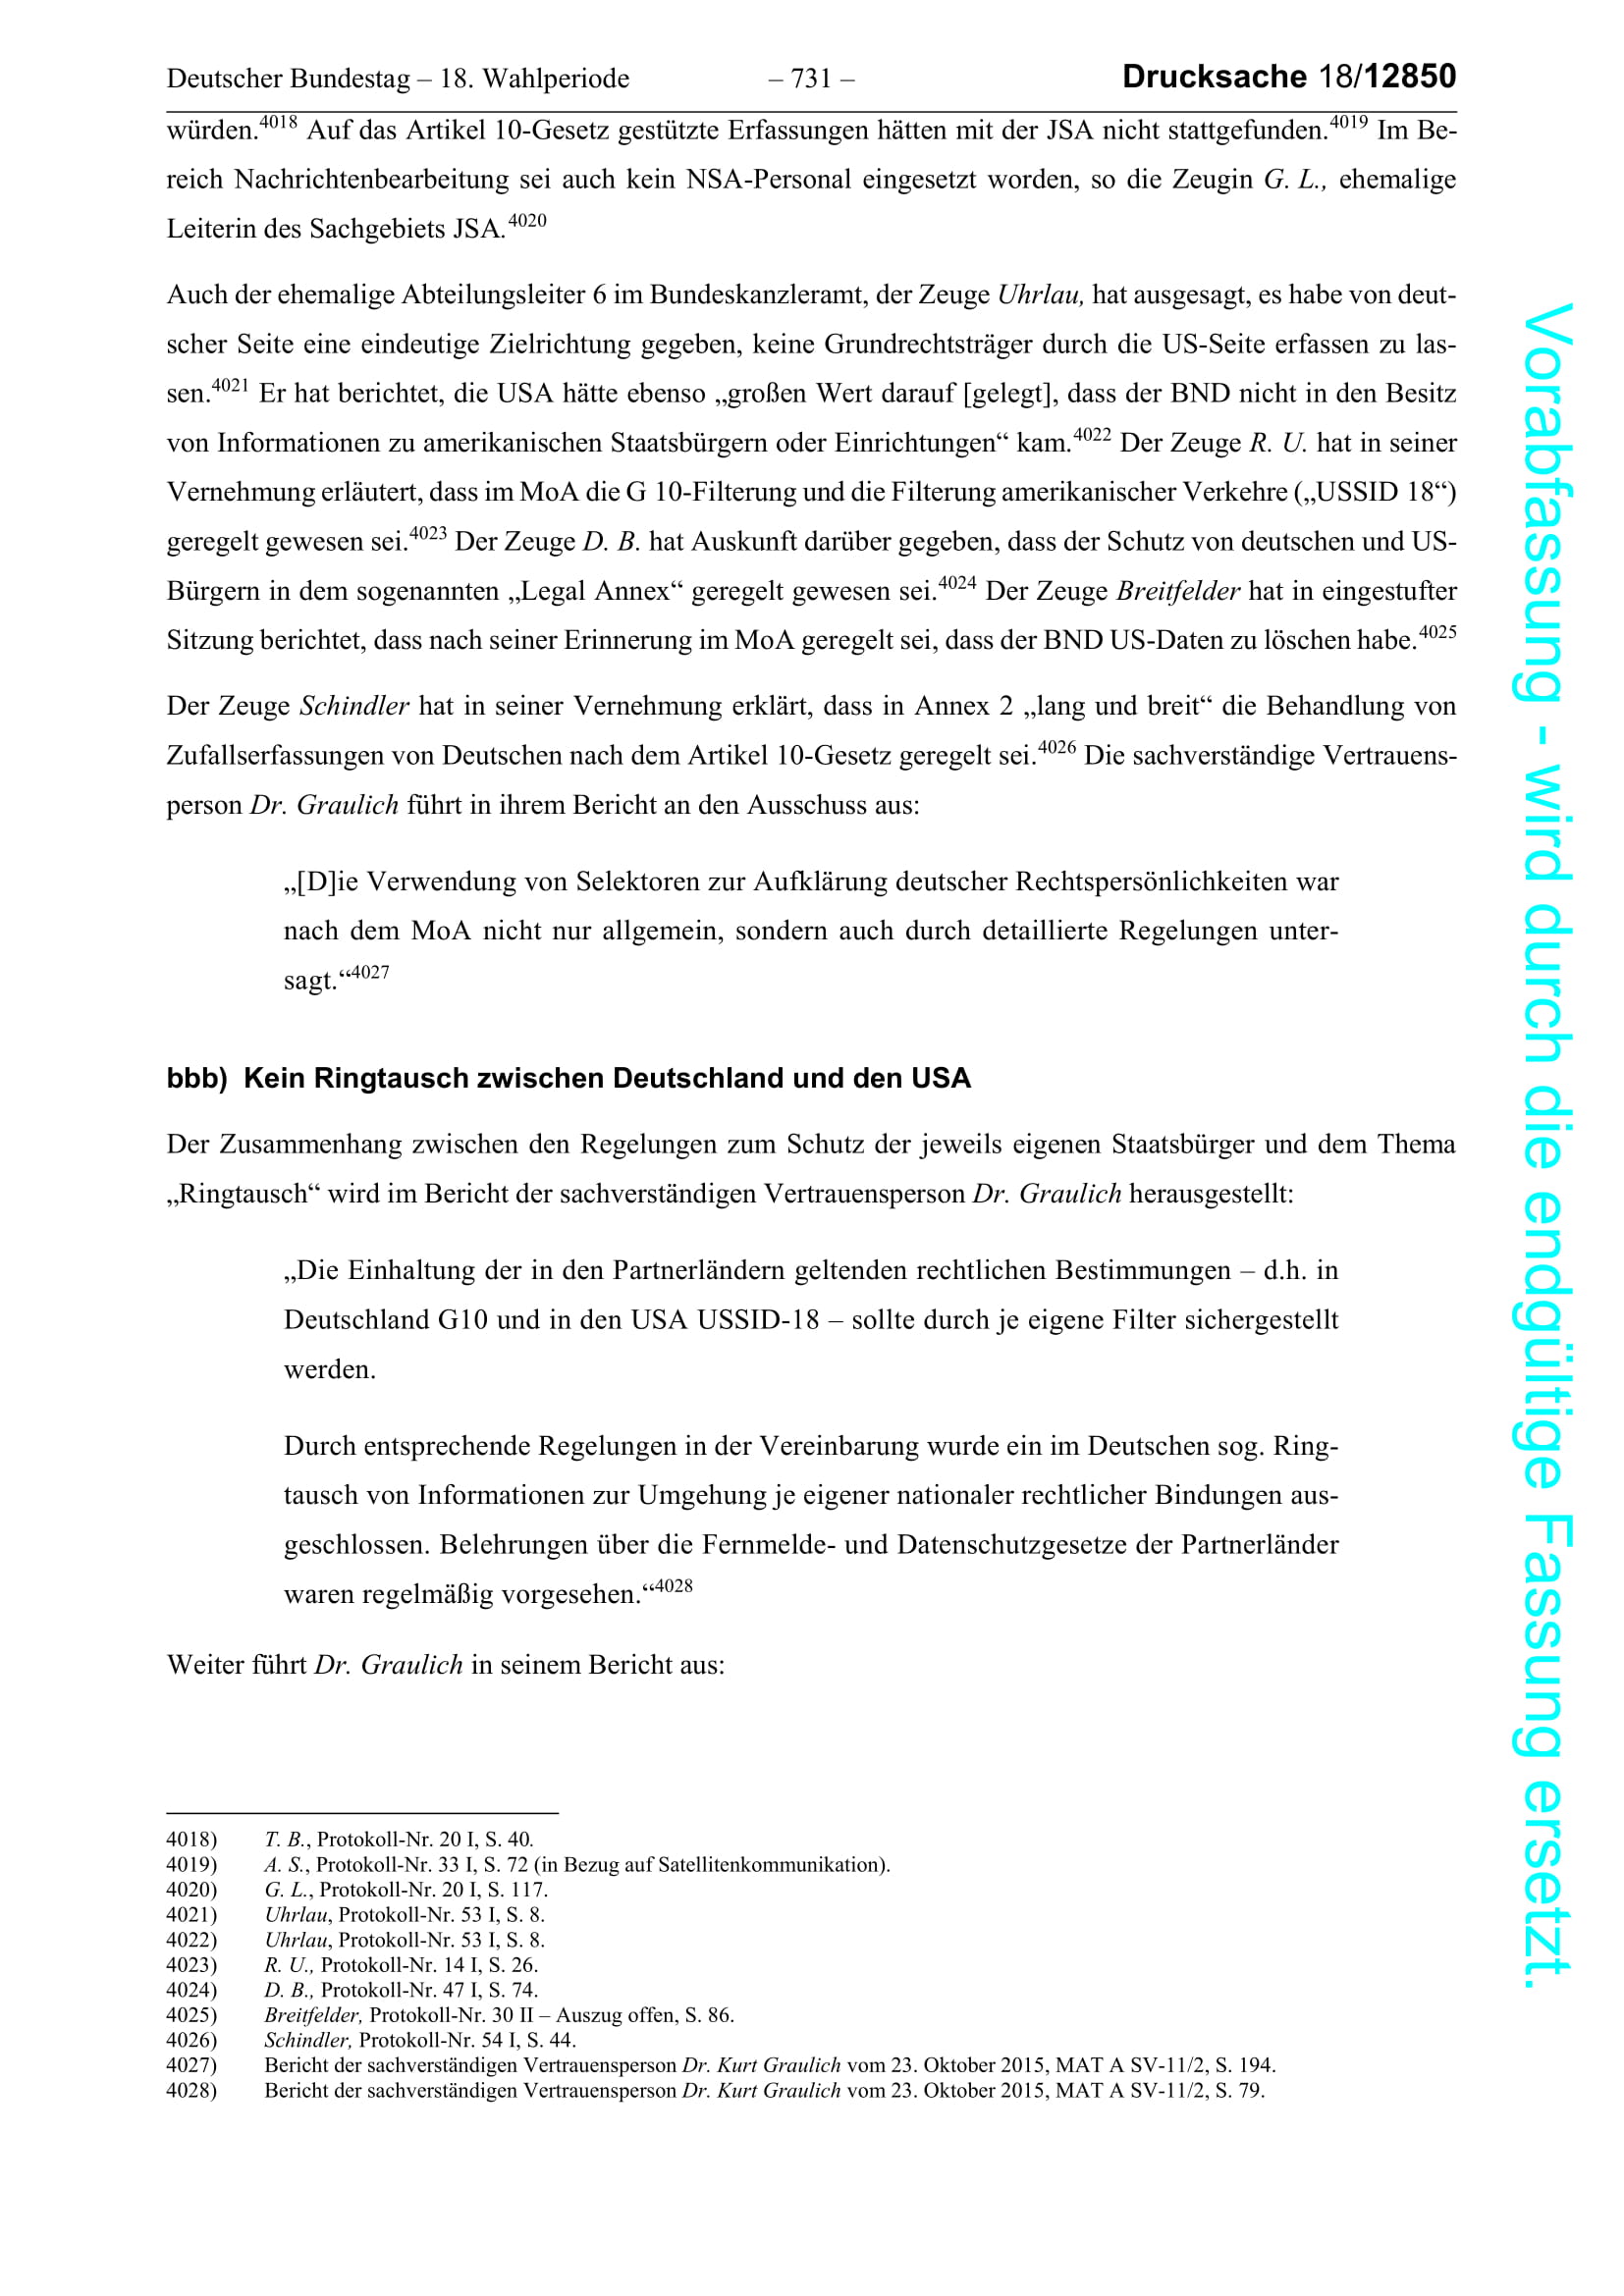 Deutscher Bundestag – 18. Wahlperiode – 731 – Drucksache 18/12850
würden.4018 Auf das Artikel 10-Gesetz gestützte Erfassungen hätten mit der JSA nicht stattgefunden.4019 Im Be-
reich Nachrichtenbearbeitung sei auch kein NSA-Personal eingesetzt worden, so die Zeugin G. L., ehemalige
Leiterin des Sachgebiets JSA.4020
Auch der ehemalige Abteilungsleiter 6 im Bundeskanzleramt, der Zeuge Uhrlau, hat ausgesagt, es habe von deut-
scher Seite eine eindeutige Zielrichtung gegeben, keine Grundrechtsträger durch die US-Seite erfassen zu las-
sen.4021 Er hat berichtet, die USA hätte ebenso „großen Wert darauf [gelegt], dass der BND nicht in den Besitz
von Informationen zu amerikanischen Staatsbürgern oder Einrichtungen“ kam.4022 Der Zeuge R. U. hat in seiner
Vernehmung erläutert, dass im MoA die G 10-Filterung und die Filterung amerikanischer Verkehre („USSID 18“)
geregelt gewesen sei.4023 Der Zeuge D. B. hat Auskunft darüber gegeben, dass der Schutz von deutschen und US-
Bürgern in dem sogenannten „Legal Annex“ geregelt gewesen sei.4024 Der Zeuge Breitfelder hat in eingestufter
Sitzung berichtet, dass nach seiner Erinnerung im MoA geregelt sei, dass der BND US-Daten zu löschen habe.4025
Der Zeuge Schindler hat in seiner Vernehmung erklärt, dass in Annex 2 „lang und breit“ die Behandlung von
Zufallserfassungen von Deutschen nach dem Artikel 10-Gesetz geregelt sei.4026 Die sachverständige Vertrauens-
person Dr. Graulich führt in ihrem Bericht an den Ausschuss aus:
„[D]ie Verwendung von Selektoren zur Aufklärung deutscher Rechtspersönlichkeiten war
nach dem MoA nicht nur allgemein, sondern auch durch detaillierte Regelungen unter-
sagt.“4027
bbb) Kein Ringtausch zwischen Deutschland und den USA
Der Zusammenhang zwischen den Regelungen zum Schutz der jeweils eigenen Staatsbürger und dem Thema
„Ringtausch“ wird im Bericht der sachverständigen Vertrauensperson Dr. Graulich herausgestellt:
„Die Einhaltung der in den Partnerländern geltenden rechtlichen Bestimmungen – d.h. in
Deutschland G10 und in den USA USSID-18 – sollte durch je eigene Filter sichergestellt
werden.
Durch entsprechende Regelungen in der Vereinbarung wurde ein im Deutschen sog. Ring-
tausch von Informationen zur Umgehung je eigener nationaler rechtlicher Bindungen aus-
geschlossen. Belehrungen über die Fernmelde- und Datenschutzgesetze der Partnerländer
waren regelmäßig vorgesehen.“4028
Weiter führt Dr. Graulich in seinem Bericht aus:
4018) T. B., Protokoll-Nr. 20 I, S. 40.
4019) A. S., Protokoll-Nr. 33 I, S. 72 (in Bezug auf Satellitenkommunikation).
4020) G. L., Protokoll-Nr. 20 I, S. 117.
4021) Uhrlau, Protokoll-Nr. 53 I, S. 8.
4022) Uhrlau, Protokoll-Nr. 53 I, S. 8.
4023) R. U., Protokoll-Nr. 14 I, S. 26.
4024) D. B., Protokoll-Nr. 47 I, S. 74.
4025) Breitfelder, Protokoll-Nr. 30 II – Auszug offen, S. 86.
4026) Schindler, Protokoll-Nr. 54 I, S. 44.
4027) Bericht der sachverständigen Vertrauensperson Dr. Kurt Graulich vom 23. Oktober 2015, MAT A SV-11/2, S. 194.
4028) Bericht der sachverständigen Vertrauensperson Dr. Kurt Graulich vom 23. Oktober 2015, MAT A SV-11/2, S. 79.
Vorabfassung - wird durch die endgültige Fassung ersetzt.